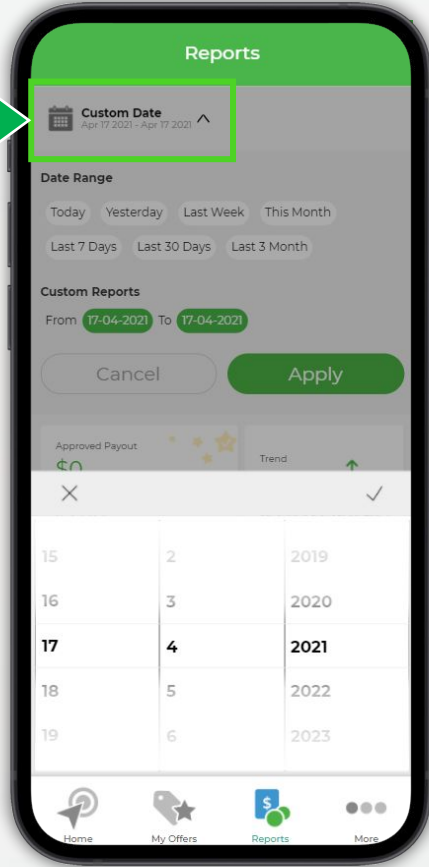 Reports
Custom Date
Apr 17 2021 - Apr 17 2021
Date Range
Today Yesterday Last Week This Month
Last 7 Days Last 30 Days Last 3 Month
Custom Reports
From 17-04-2021 To 17-04-2021
Cancel Apply
Approved Payout
$0
Trend
15 2 2019
16 3 2020
17 4 2021
18 5 2022
19 6 2023
$
Home My Offers Reports More